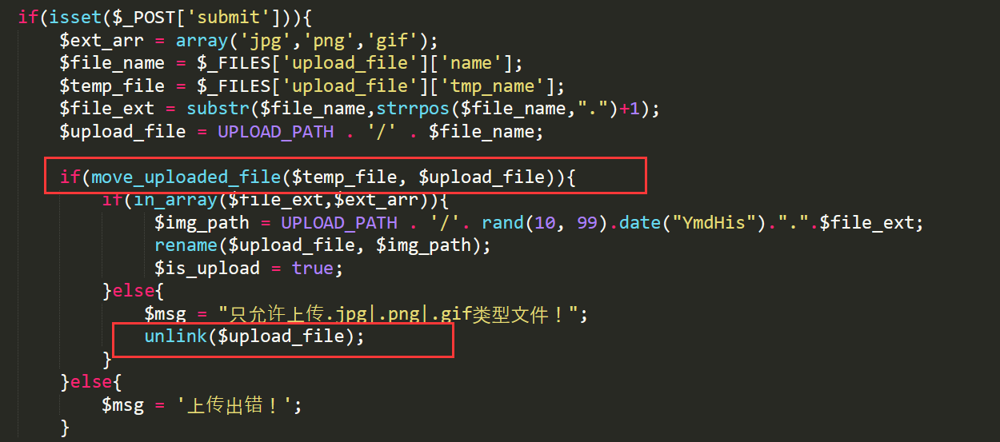 if(isset($_POST['submit'])){
$ext_arr = array('jpg','png','gif');
$file_name = $_FILES['upload_file']['name'];
$temp_file = $_FILES['upload_file']['tmp_name'];
$file_ext = substr($file_name,strrpos($file_name,".")+1);
$upload_file = UPLOAD_PATH . '/' . $file_name;
if(move_uploaded_file($temp_file, $upload_file)){
if(in_array($file_ext,$ext_arr)){
$img_path = UPLOAD_PATH . '/'. rand(10, 99).date("YmdHis").".".$file_ext;
rename($upload_file, $img_path);
$is_upload = true;
}else{
$msg = "只允许上传.jpg|.png|.gif类型文件！";
unlink($upload_file);
}
}else{
$msg = '上传出错！';
}